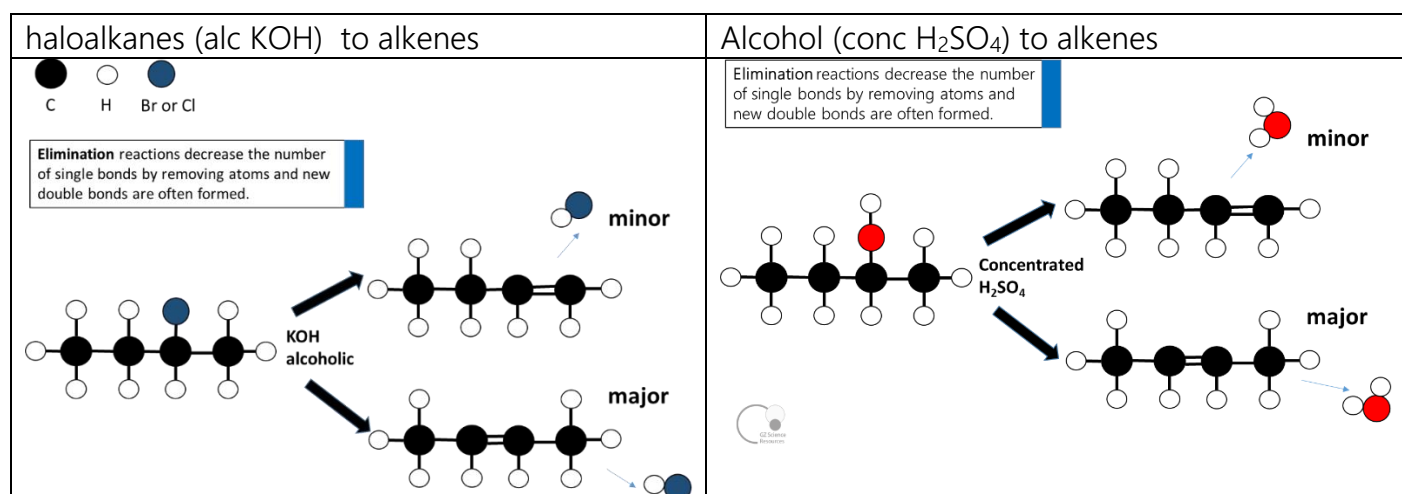 haloalkanes (alc KOH) to alkenes
C H Br or Cl
Elimination reactions decrease the number
of single bonds by removing atoms and new
double bonds are often formed.
minor
KOH
alcoholic
major
Alcohol (conc H₂SO₄) to alkenes
Elimination reactions decrease the number
of single bonds by removing atoms and
new double bonds are often formed.
minor
Concentrated
H₂SO₄
major
GZ Science
Resources